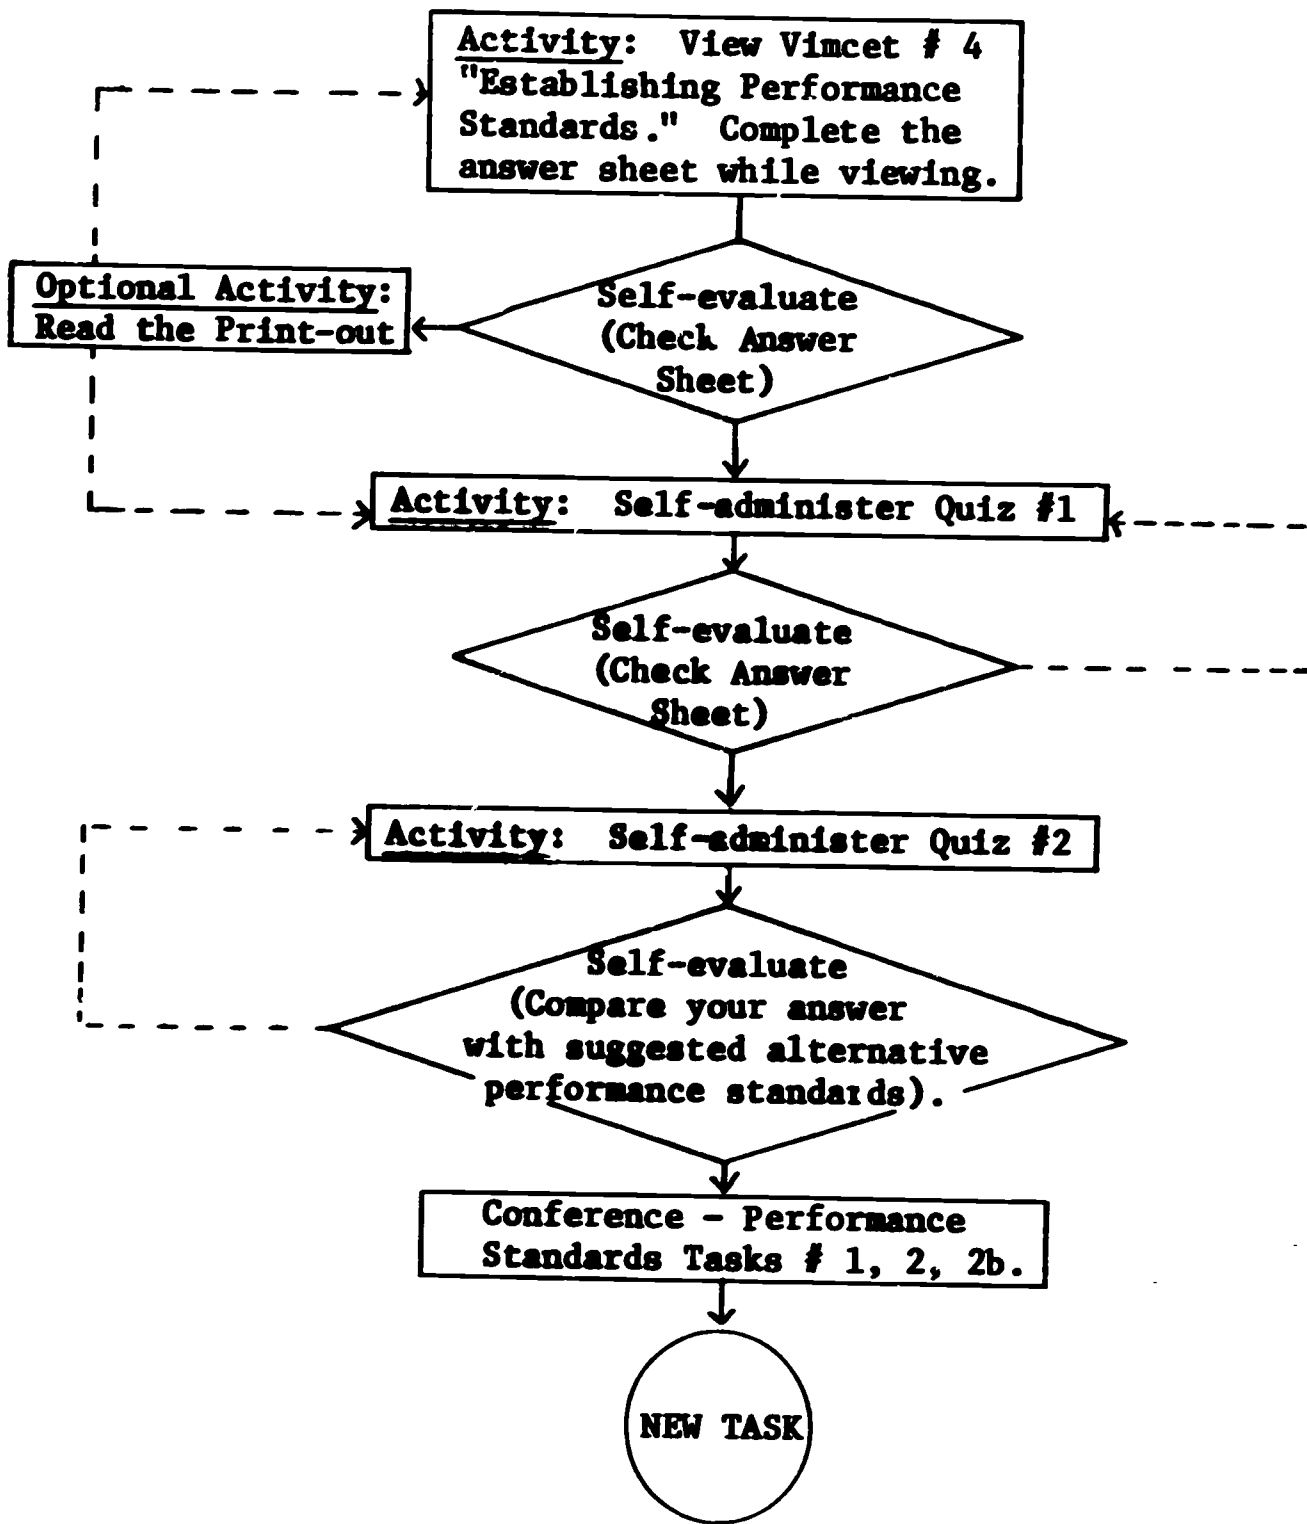 Activity: View Vimcet # 4
"Establishing Performance
Standards." Complete the
answer sheet while viewing.
Optional Activity:
Read the Print-out
Self-evaluate
(Check Answer
Sheet)
Activity: Self-administer Quiz #1
Self-evaluate
(Check Answer
Sheet)
Activity: Self-administer Quiz #2
Self-evaluate
(Compare your answer
with suggested alternative
performance standards).
Conference - Performance
Standards Tasks # 1, 2, 2b.
NEW TASK